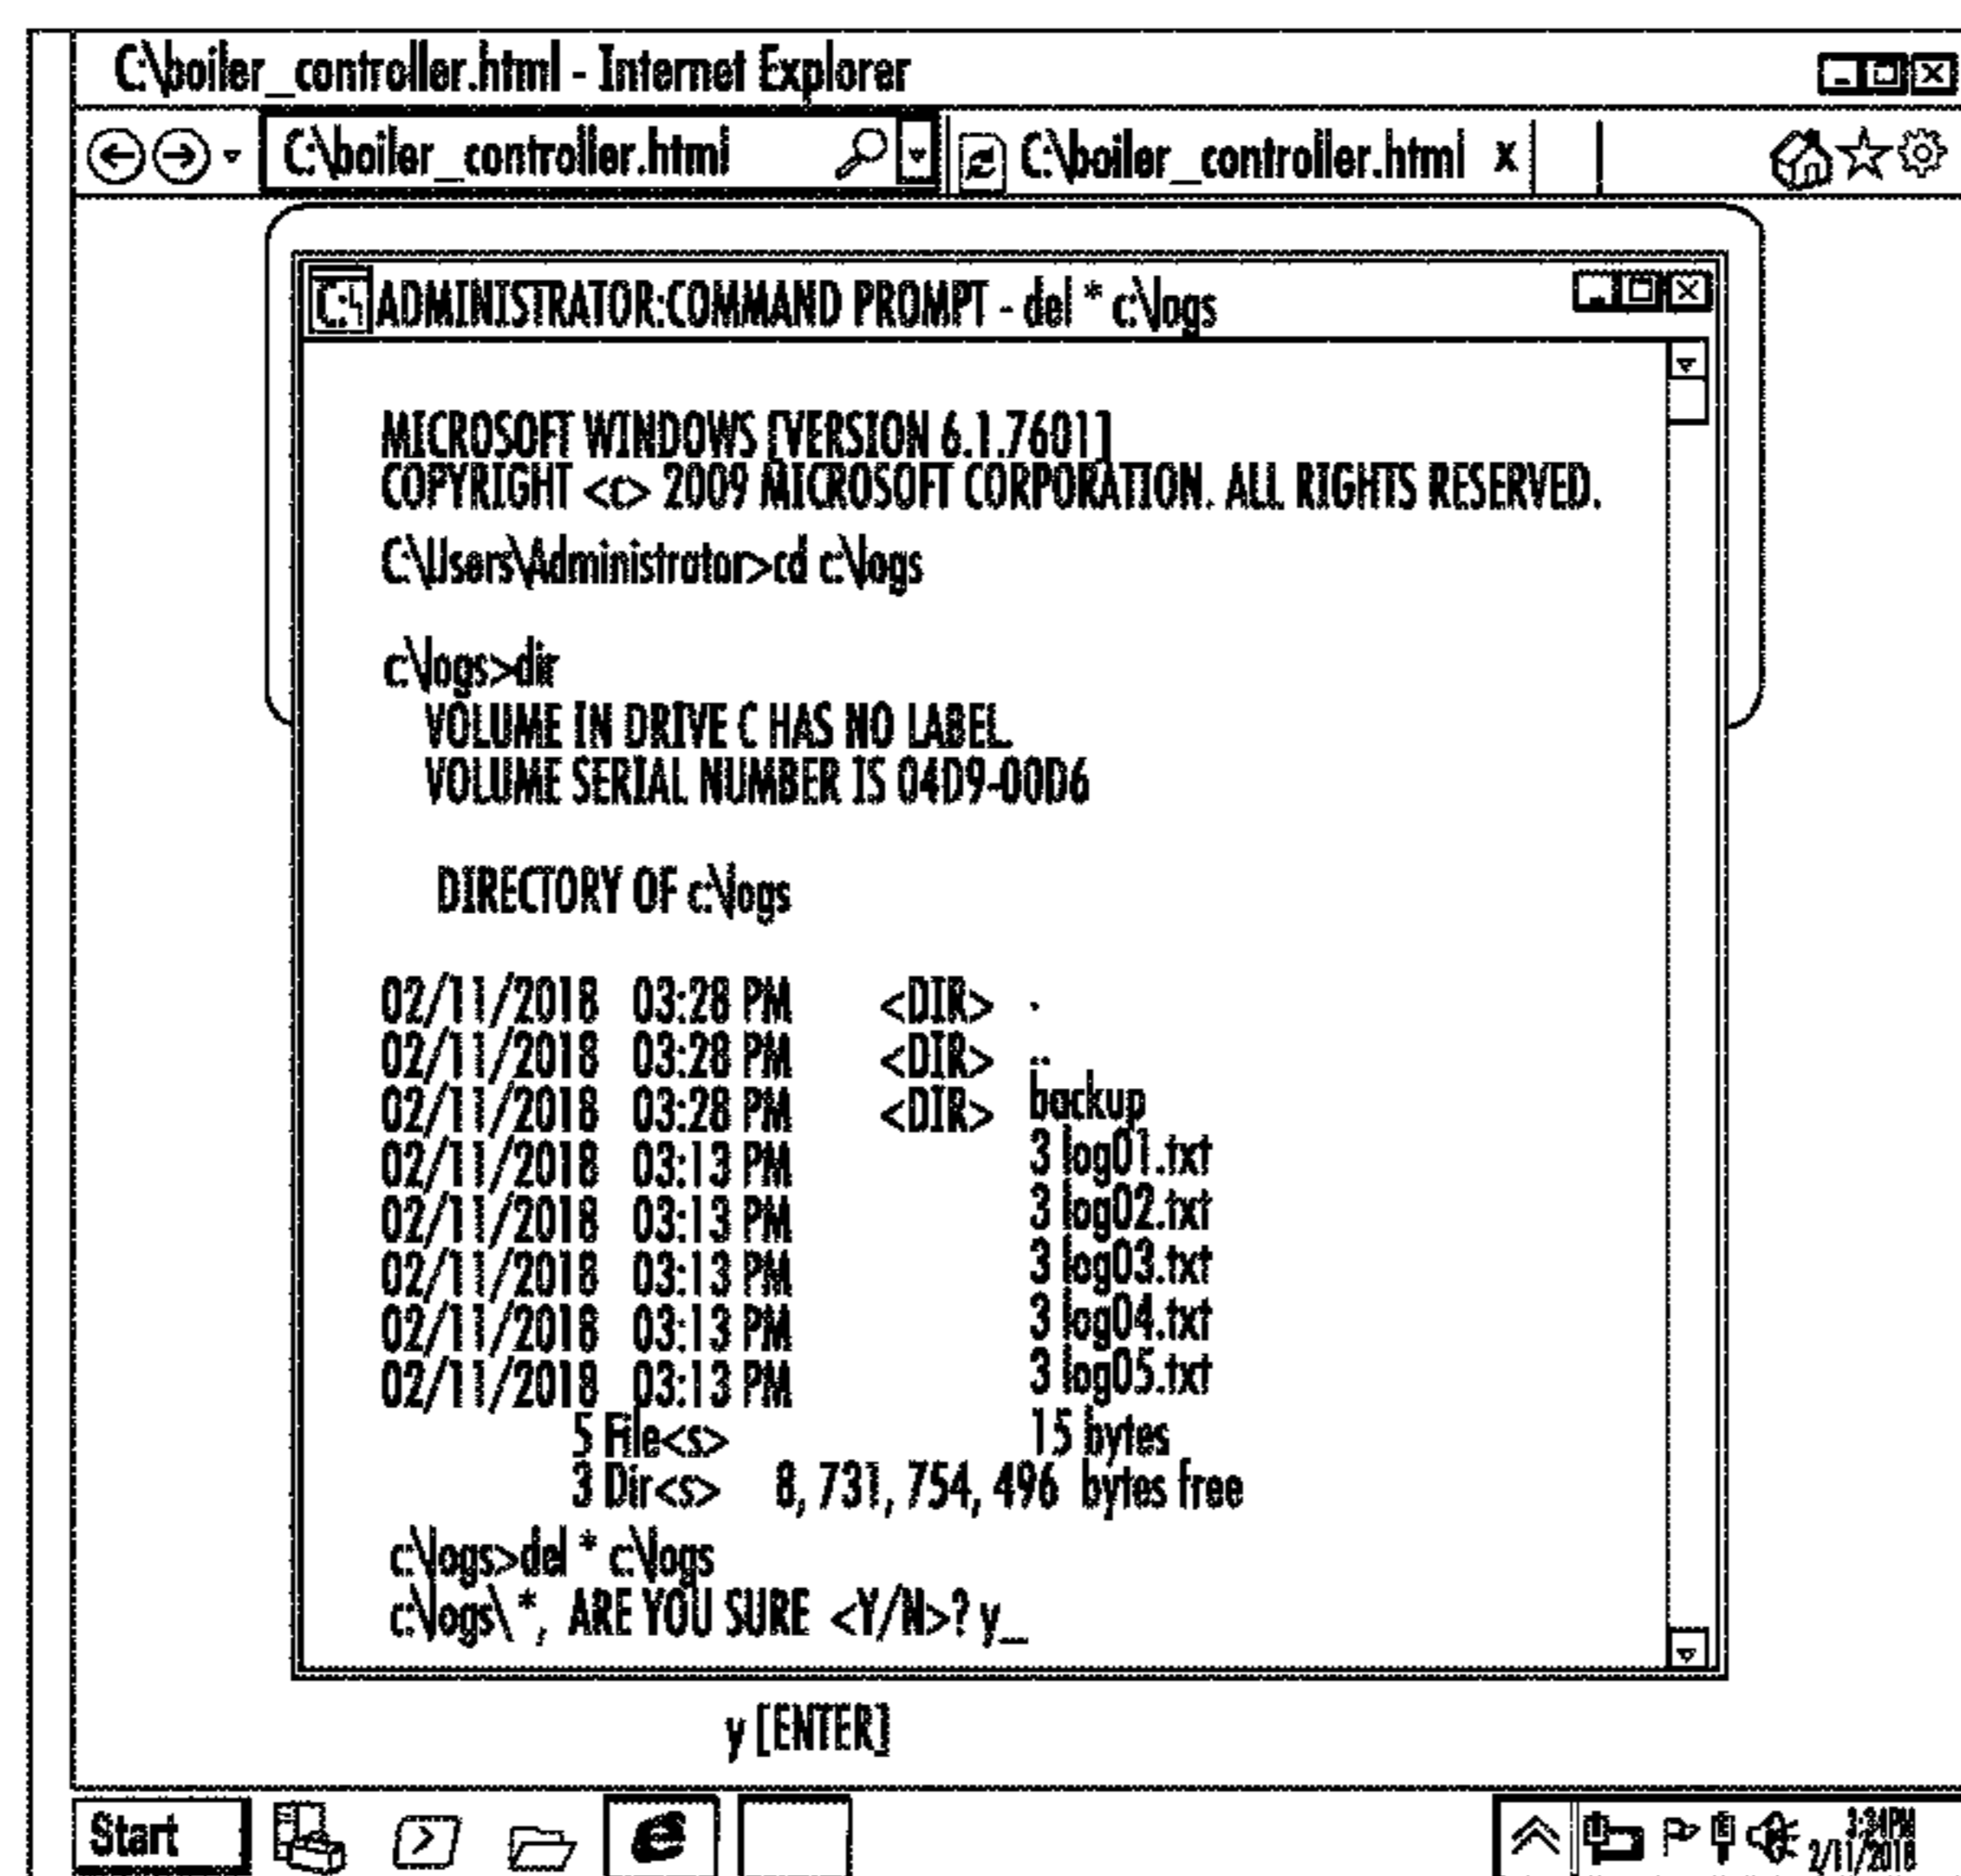 C:\boiler_controller.html - Internet Explorer
C:\boiler_controller.html C:\boiler_controller.html x
C:\ ADMINISTRATOR:COMMAND PROMPT - del * c:\logs
MICROSOFT WINDOWS [VERSION 6.1.7601]
COPYRIGHT <c> 2009 MICROSOFT CORPORATION. ALL RIGHTS RESERVED.
C:\Users\Administrator>cd c:\logs
c:\logs>dir
VOLUME IN DRIVE C HAS NO LABEL.
VOLUME SERIAL NUMBER IS 04D9-00D6
DIRECTORY OF c:\logs
02/11/2018 03:28 PM <DIR> .
02/11/2018 03:28 PM <DIR> ..
02/11/2018 03:28 PM <DIR> backup
02/11/2018 03:13 PM 3 log01.txt
02/11/2018 03:13 PM 3 log02.txt
02/11/2018 03:13 PM 3 log03.txt
02/11/2018 03:13 PM 3 log04.txt
02/11/2018 03:13 PM 3 log05.txt
5 File<s> 15 bytes
3 Dir<s> 8, 731, 754, 496 bytes free
c:\logs>del * c:\logs
c:\logs\ *, ARE YOU SURE <Y/N>? y_
y [ENTER]
Start
3:34PM
2/11/2018